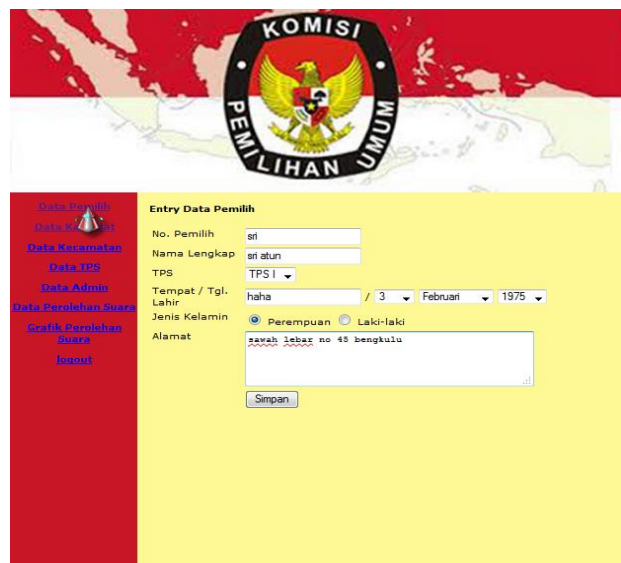 KOMISI
PEMILIHAN UMUM
Data Pemilih
Data
Data Kecamatan
Data TPS
Data Admin
Data Perolehan Suara
Grafik Perolehan
Suara
logout
Entry Data Pemilih
No. Pemilih sri
Nama Lengkap sri atun
TPS TPS I
Tempat / Tgl.
Lahir haha / 3 Februari 1975
Jenis Kelamin Perempuan Laki-laki
Alamat sawah lebar no 45 bengkulu
Simpan